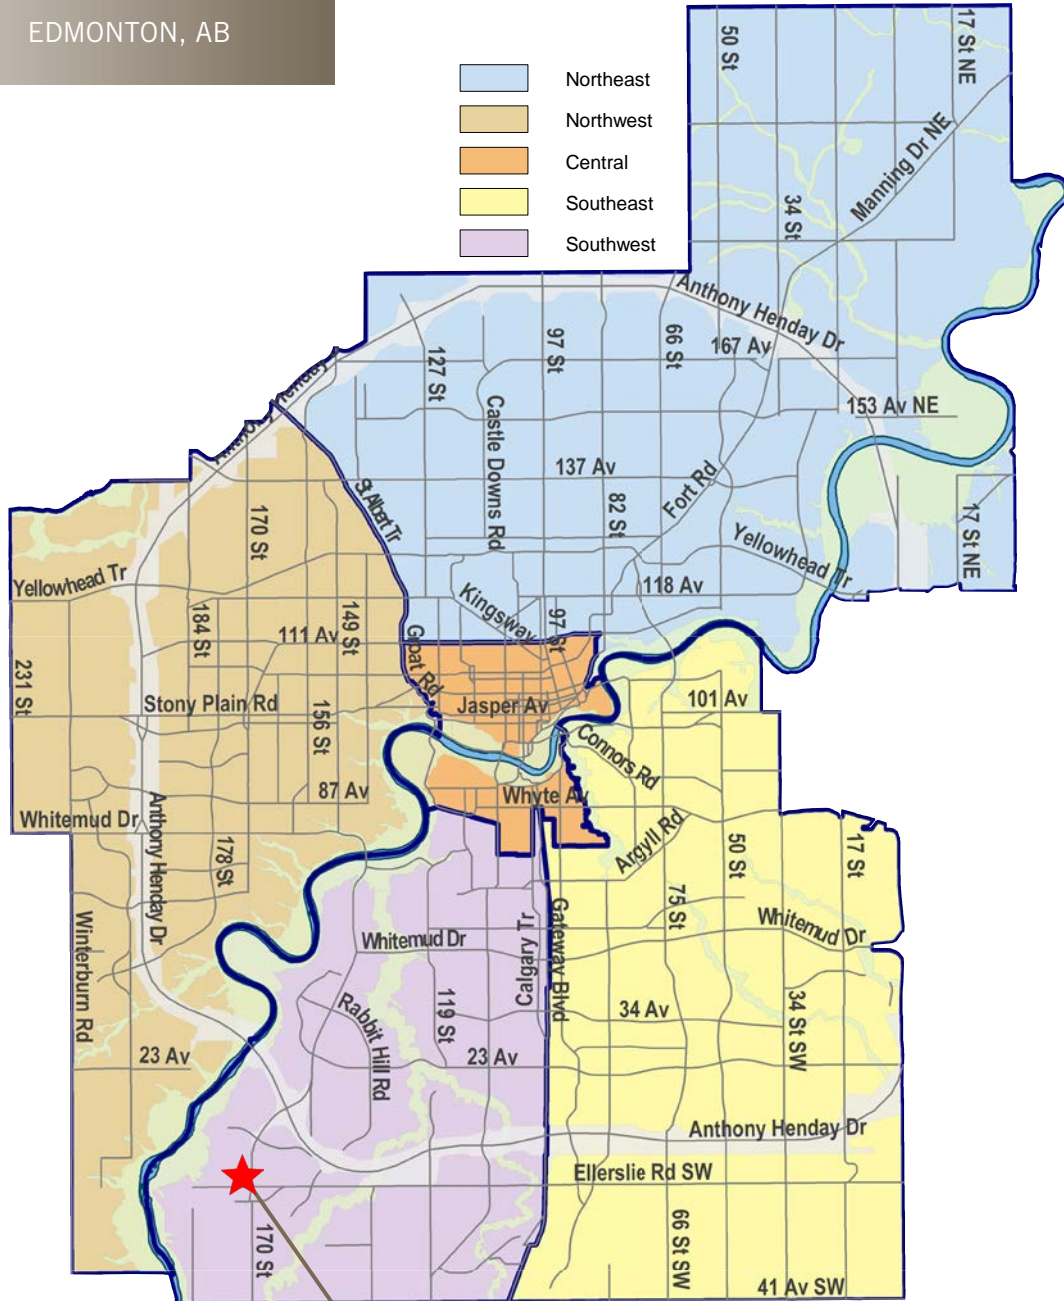 EDMONTON, AB
Northeast
Northwest
Central
Southeast
Southwest
17 St NE
50 St
Manning Dr NE
34 St
Anthony Henday Dr
97 St
66 St
167 Av
127 St
Castle Downs Rd
153 Av NE
137 Av
82 St
Fort Rd
St Albert Tr
170 St
17 St NE
Yellowhead Tr
Yellowhead Tr
118 Av
Kingsway
97 St
184 St
149 St
111 Av
Groat Rd
231 St
Stony Plain Rd
156 St
Jasper Av
101 Av
Connors Rd
87 Av
Whyte Av
Whitemud Dr
Anthony Henday Dr
178 St
Argyll Rd
50 St
17 St
75 St
Winterburn Rd
Whitemud Dr
Calgary Tr
Gateway Blvd
Whitemud Dr
Rabbit Hill Rd
119 St
34 Av
34 St SW
23 Av
23 Av
Anthony Henday Dr
Ellerslie Rd SW
170 St
66 St SW
41 Av SW